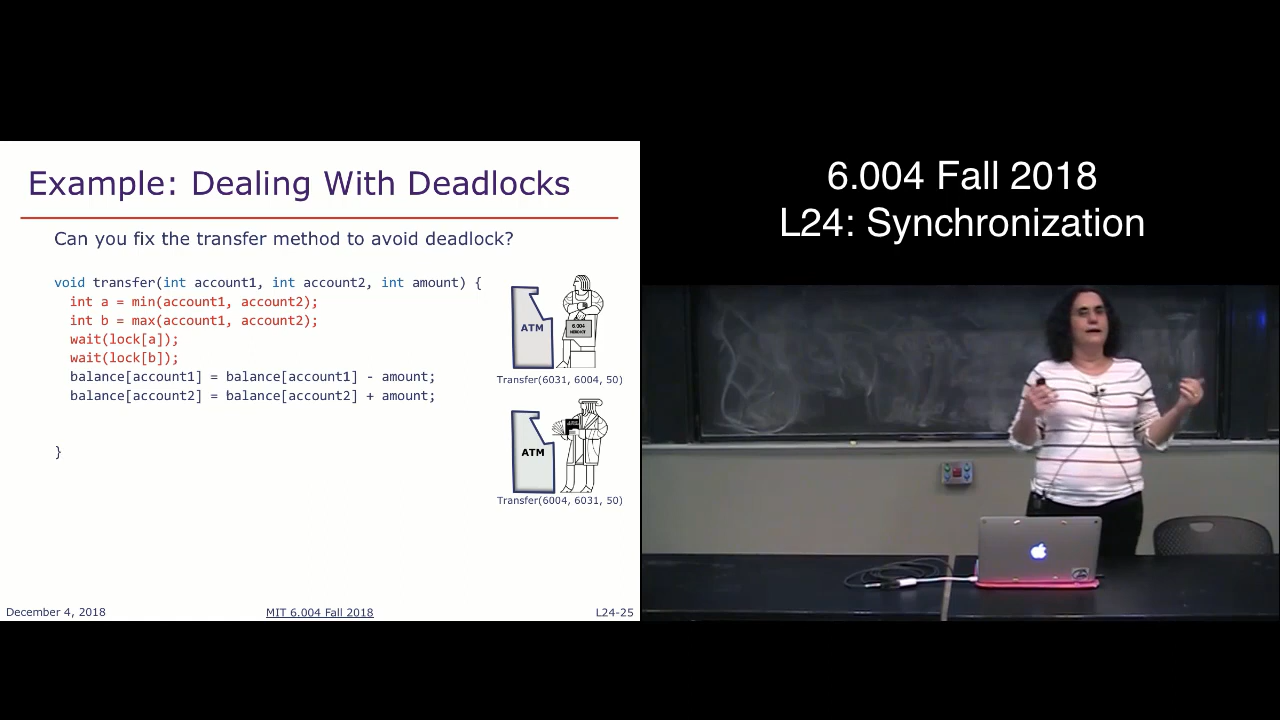 Example: Dealing With Deadlocks
Can you fix the transfer method to avoid deadlock?
void transfer(int account1, int account2, int amount) {
int a = min(account1, account2);
int b = max(account1, account2);
wait(lock[a]);
wait(lock[b]);
balance[account1] = balance[account1] - amount;
balance[account2] = balance[account2] + amount;
}
ATM
6.004
Transfer(6031, 6004, 50)
ATM
Transfer(6004, 6031, 50)
December 4, 2018
MIT 6.004 Fall 2018
L24-25
6.004 Fall 2018
L24: Synchronization